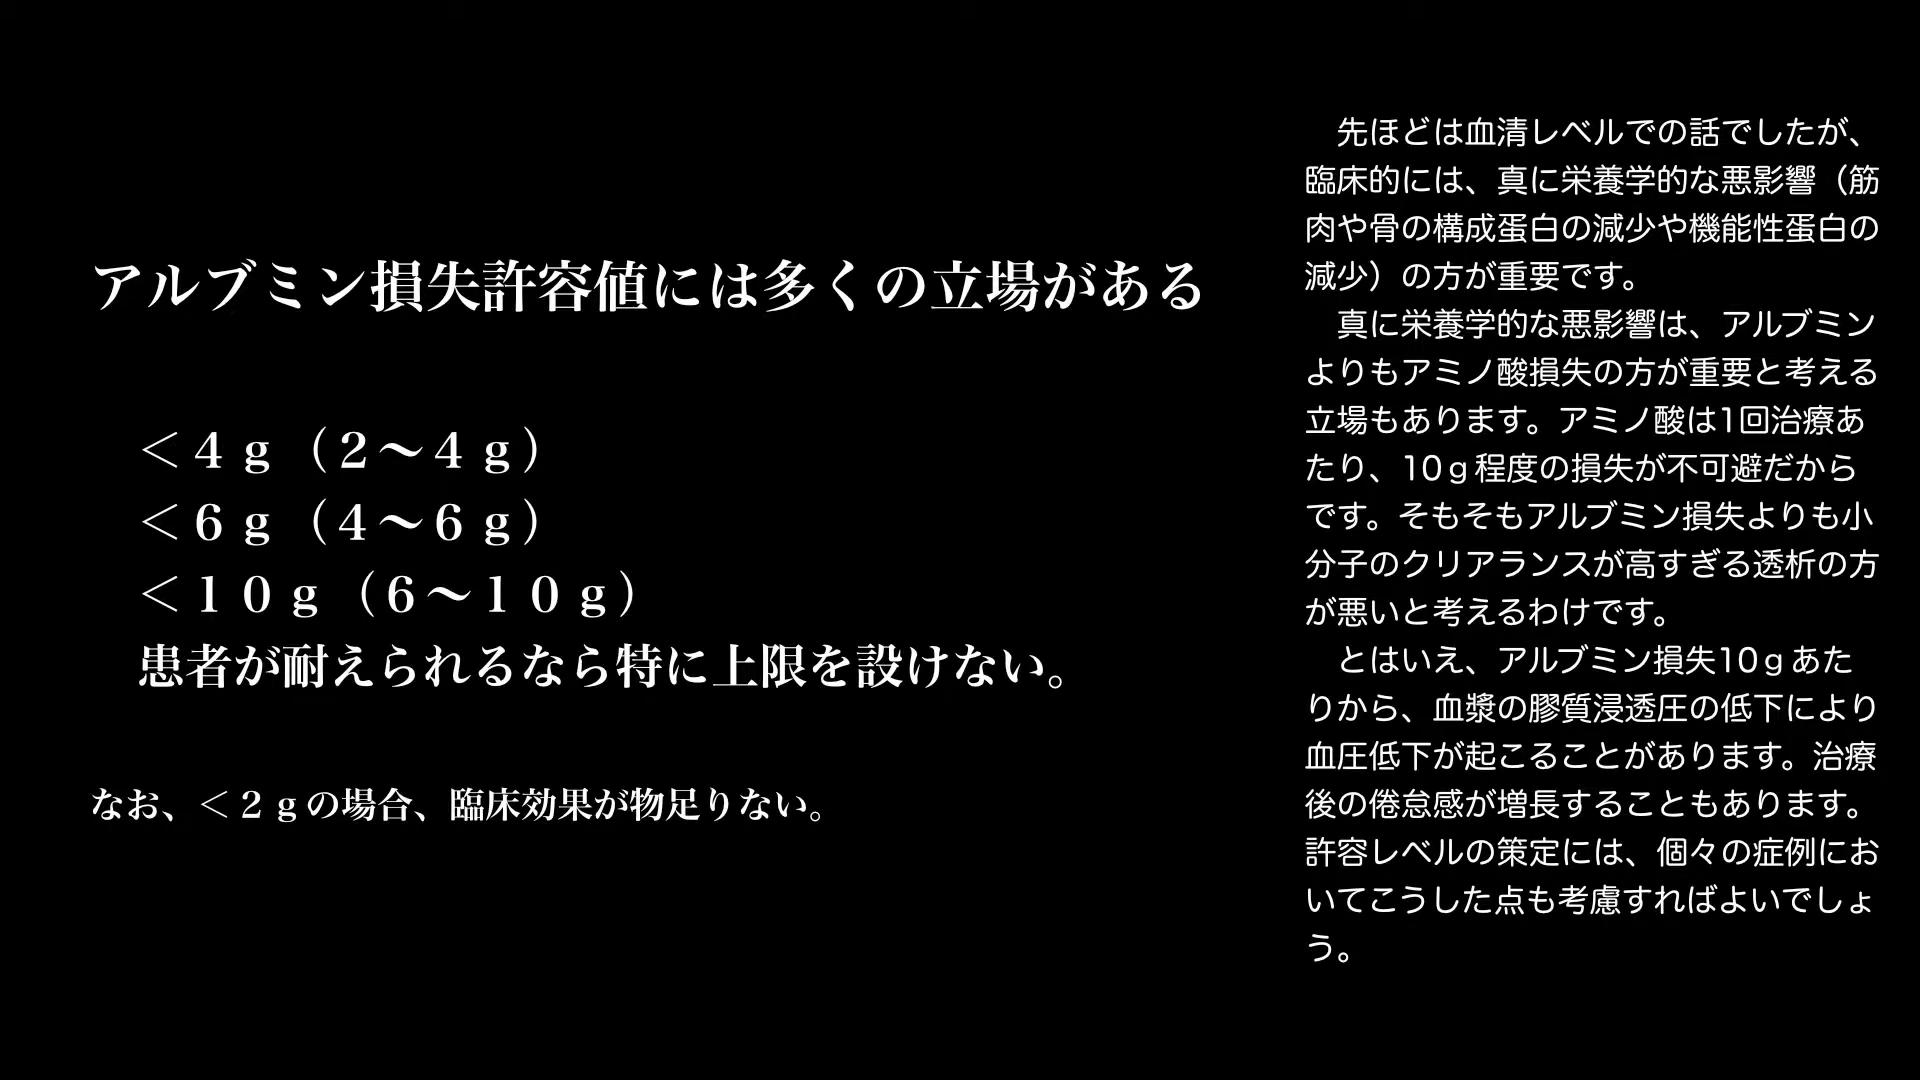 アルブミン損失許容値には多くの立場がある
＜４ｇ（２～４ｇ）
＜６ｇ（４～６ｇ）
＜１０ｇ（６～１０ｇ）
患者が耐えられるなら特に上限を設けない。
なお、＜２ｇの場合、臨床効果が物足りない。
先ほどは血清レベルでの話でしたが、
臨床的には、真に栄養学的な悪影響（筋
肉や骨の構成蛋白の減少や機能性蛋白の
減少）の方が重要です。
真に栄養学的な悪影響は、アルブミン
よりもアミノ酸損失の方が重要と考える
立場もあります。アミノ酸は1回治療あ
たり、10ｇ程度の損失が不可避だから
です。そもそもアルブミン損失よりも小
分子のクリアランスが高すぎる透析の方
が悪いと考えるわけです。
とはいえ、アルブミン損失10ｇあた
りから、血漿の膠質浸透圧の低下により
血圧低下が起こることがあります。治療
後の倦怠感が増長することもあります。
許容レベルの策定には、個々の症例にお
いてこうした点も考慮すればよいでしょ
う。